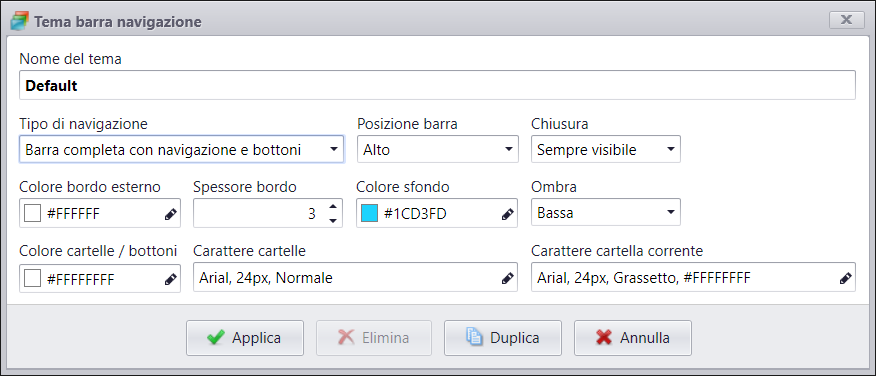 Tema barra navigazione
Nome del tema
Default
Tipo di navigazione Posizione barra Chiusura
Barra completa con navigazione e bottoni Alto Sempre visibile
Colore bordo esterno Spessore bordo Colore sfondo Ombra
#FFFFFF 3 #1CD3FD Bassa
Colore cartelle / bottoni Carattere cartelle Carattere cartella corrente
#FFFFFFFF Arial, 24px, Normale Arial, 24px, Grassetto, #FFFFFFFF
Applica Elimina Duplica Annulla